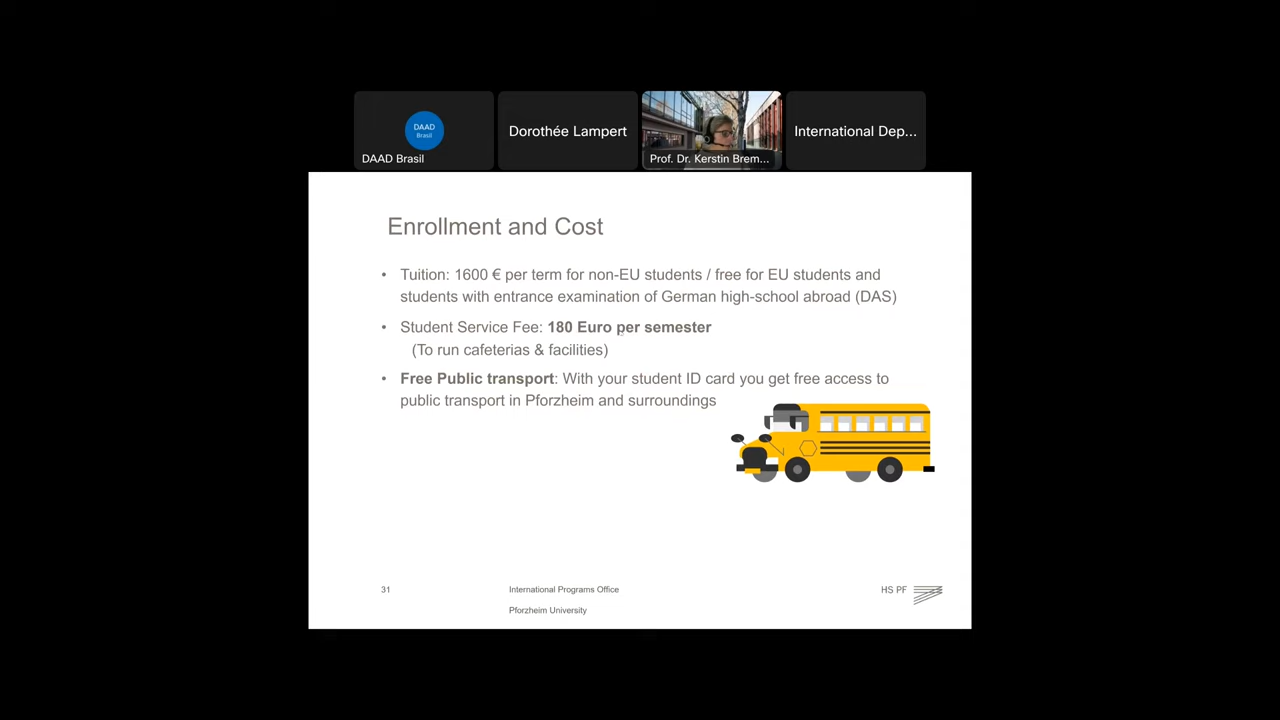 DAAD
Brasil
DAAD Brasil
Dorothée Lampert
Prof. Dr. Kerstin Brem...
International Dep...
Enrollment and Cost
• Tuition: 1600 € per term for non-EU students / free for EU students and
students with entrance examination of German high-school abroad (DAS)
• Student Service Fee: 180 Euro per semester
(To run cafeterias & facilities)
• Free Public transport: With your student ID card you get free access to
public transport in Pforzheim and surroundings
31
International Programs Office
Pforzheim University
HS PF